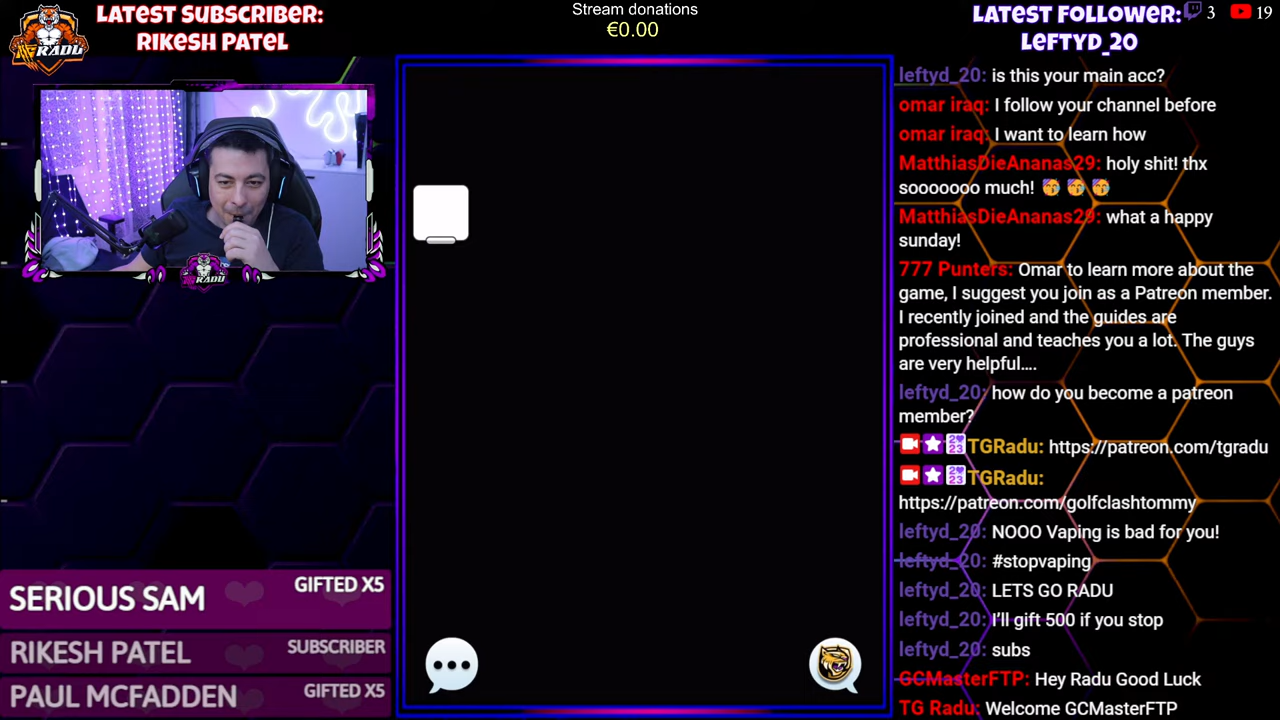 LATEST SUBSCRIBER:
RIKESH PATEL
RADU
Stream donations
€0.00
LATEST FOLLOWER:
LEFTYD_20
3
19
leftyd_20: is this your main acc?
omar iraq: I follow your channel before
omar iraq: I want to learn how
MatthiasDieAnanas29: holy shit! thx
sooooooo much! 🥳 🥳 🥳
MatthiasDieAnanas29: what a happy
sunday!
777 Punters: Omar to learn more about the
game, I suggest you join as a Patreon member.
I recently joined and the guides are
professional and teaches you a lot. The guys
are very helpful….
leftyd_20: how do you become a patreon
member?
TGRadu: https://patreon.com/tgradu
TGRadu:
https://patreon.com/golfclashtommy
leftyd_20: NOOO Vaping is bad for you!
leftyd_20: #stopvaping
leftyd_20: LETS GO RADU
leftyd_20: I'll gift 500 if you stop
leftyd_20: subs
GCMasterFTP: Hey Radu Good Luck
TG Radu: Welcome GCMasterFTP
RADU
SERIOUS SAM
GIFTED X5
RIKESH PATEL
SUBSCRIBER
PAUL MCFADDEN
GIFTED X5